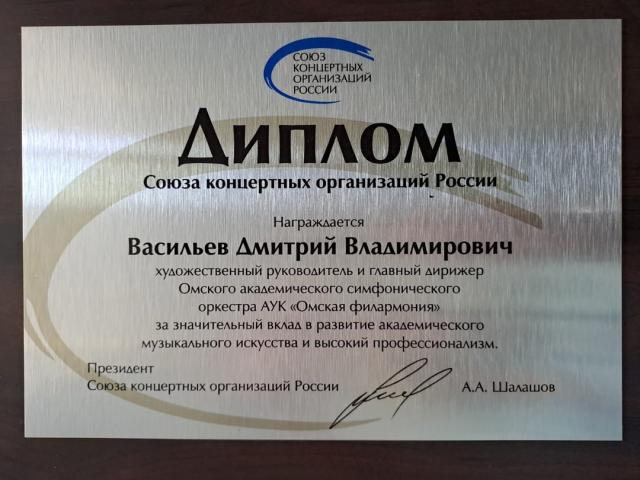 СОЮЗ
КОНЦЕРТНЫХ
ОРГАНИЗАЦИЙ
РОССИИ
Диплом
Союза концертных организаций России
Награждается
Васильев Дмитрий Владимирович
художественный руководитель и главный дирижер
Омского академического симфонического
оркестра АУК «Омская филармония»
за значительный вклад в развитие академического
музыкального искусства и высокий профессионализм.
Президент
Союза концертных организаций России А.А. Шалашов